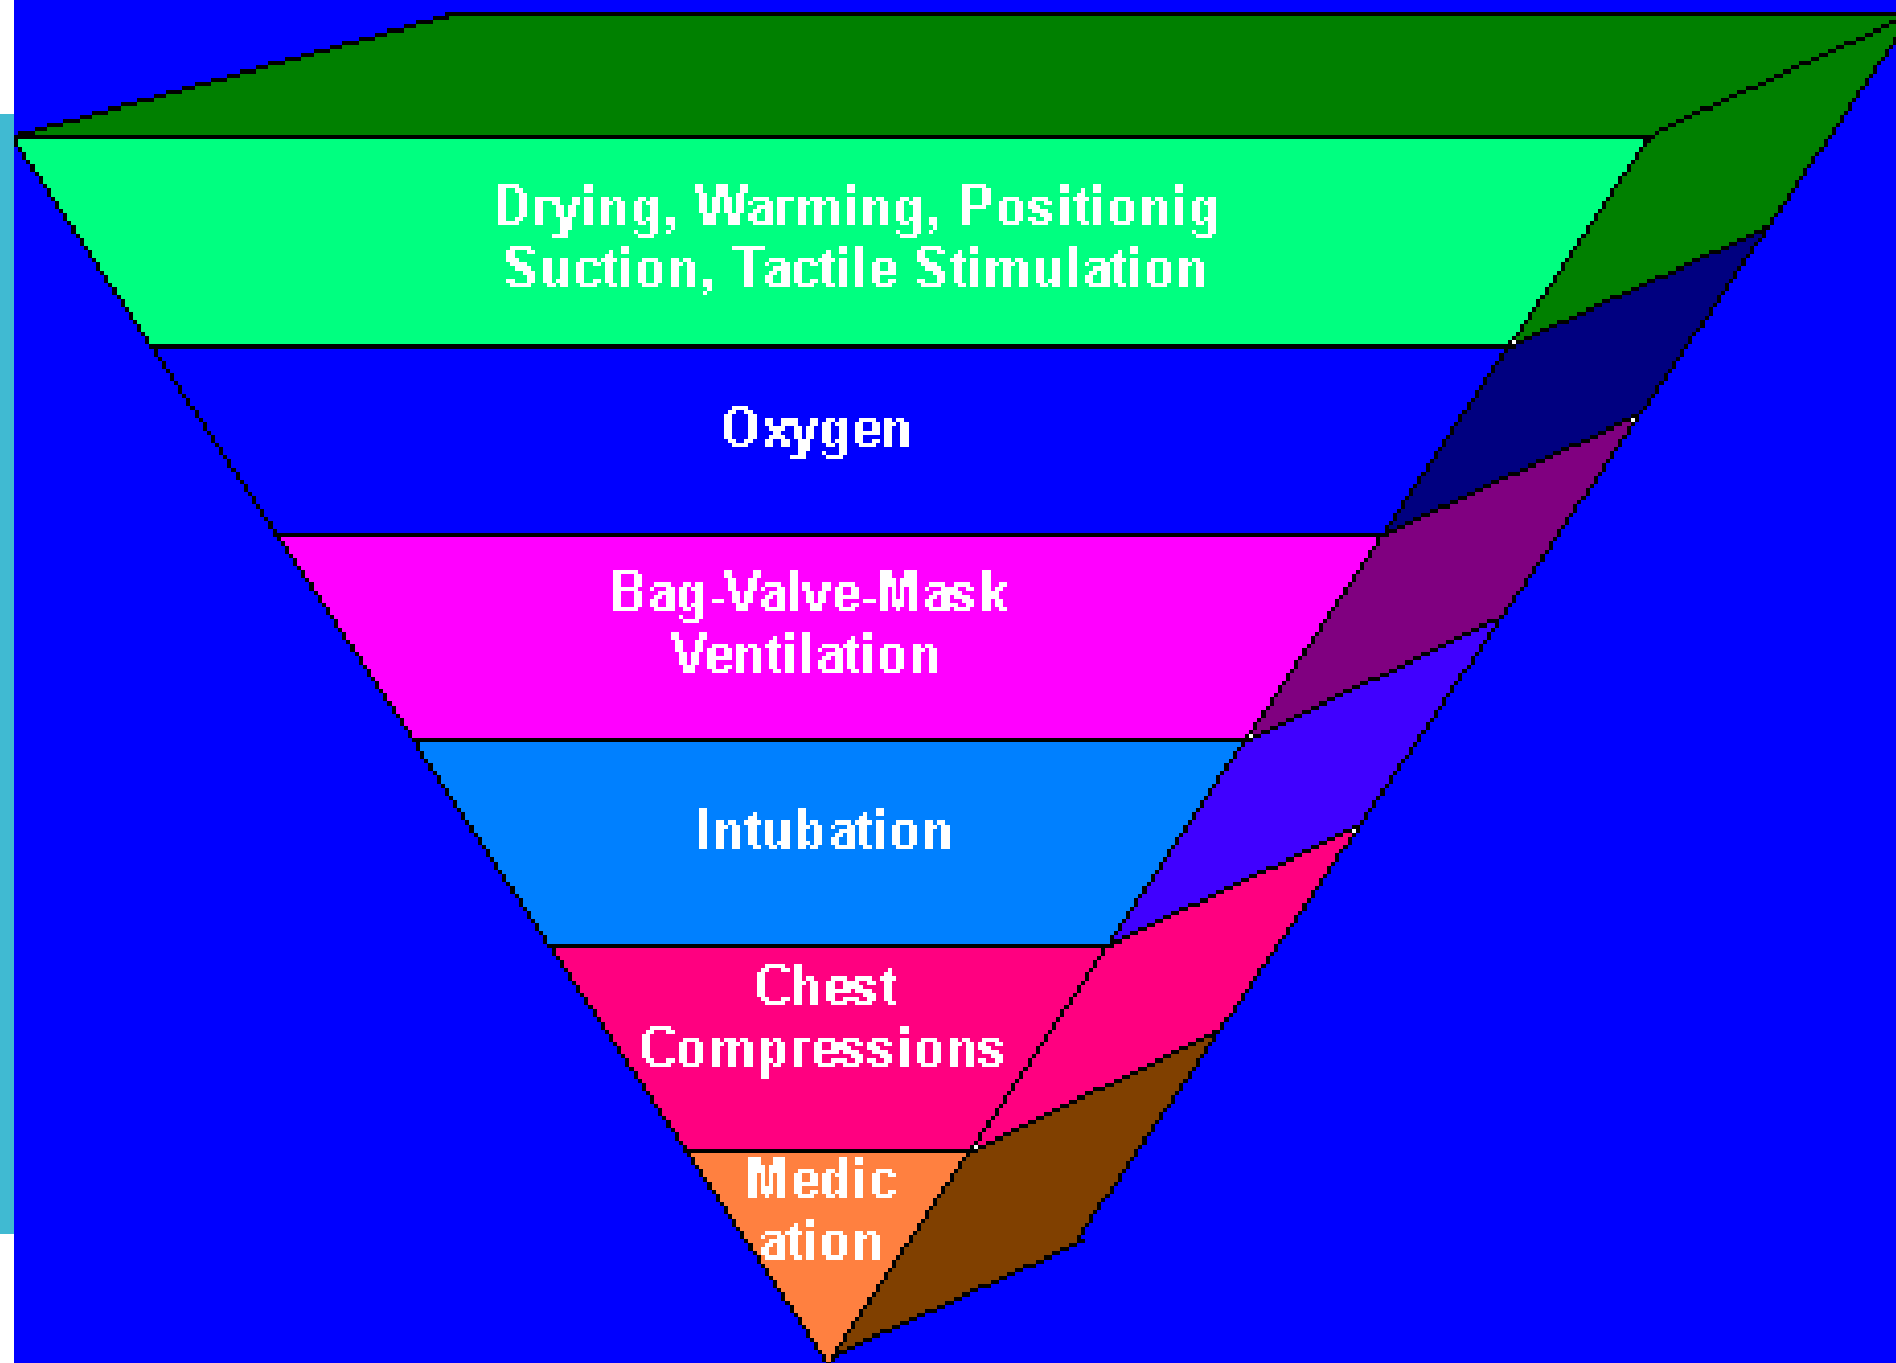 Drying, Warming, Positionig
Suction, Tactile Stimulation
Oxygen
Bag-Valve-Mask
Ventilation
Intubation
Chest
Compressions
Medic
ation